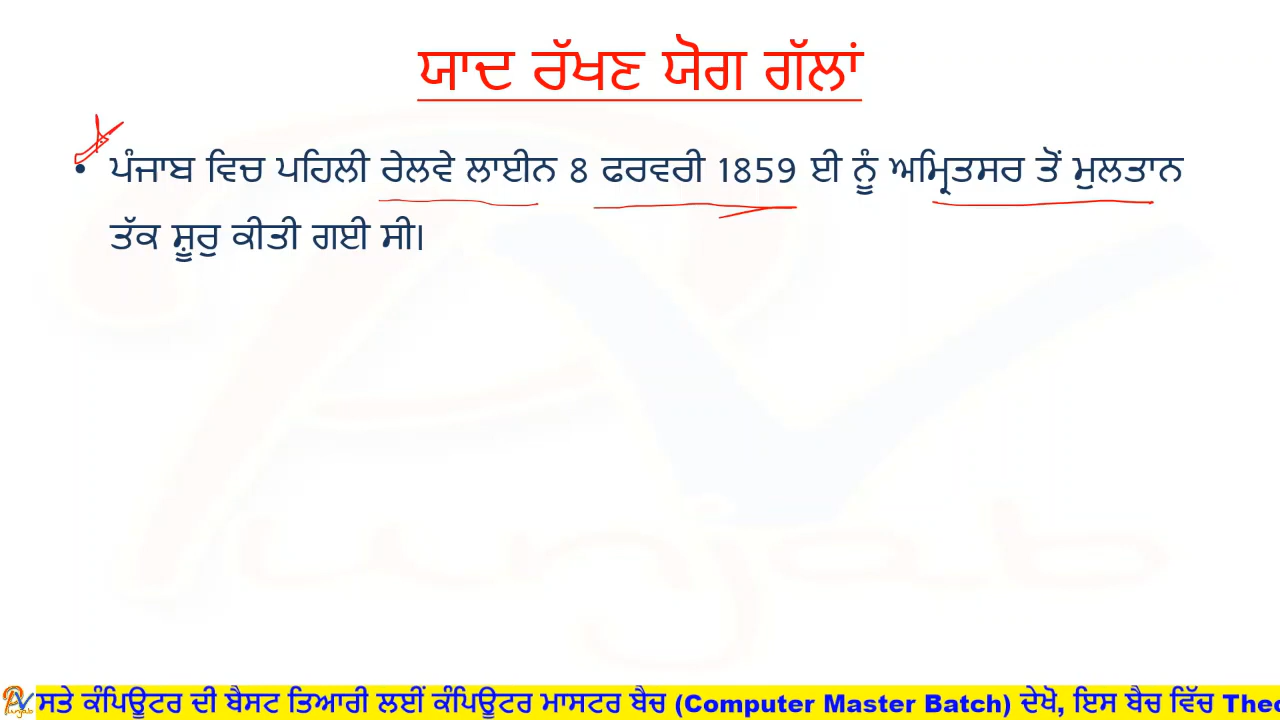 ਯਾਦ ਰੱਖਣ ਯੋਗ ਗੱਲਾਂ
• ਪੰਜਾਬ ਵਿਚ ਪਹਿਲੀ ਰੇਲਵੇ ਲਾਈਨ 8 ਫਰਵਰੀ 1859 ਈ ਨੂੰ ਅਮ੍ਰਿਤਸਰ ਤੋਂ ਮੁਲਤਾਨ
ਤੱਕ ਸ਼ੂਰੁ ਕੀਤੀ ਗਈ ਸੀ।
Punjab
ਸਤੇ ਕੰਪਿਊਟਰ ਦੀ ਬੈਸਟ ਤਿਆਰੀ ਲਈਂ ਕੰਪਿਊਟਰ ਮਾਸਟਰ ਬੈਚ (Computer Master Batch) ਦੇਖੋ, ਇਸ ਬੈਚ ਵਿੱਚ Theo